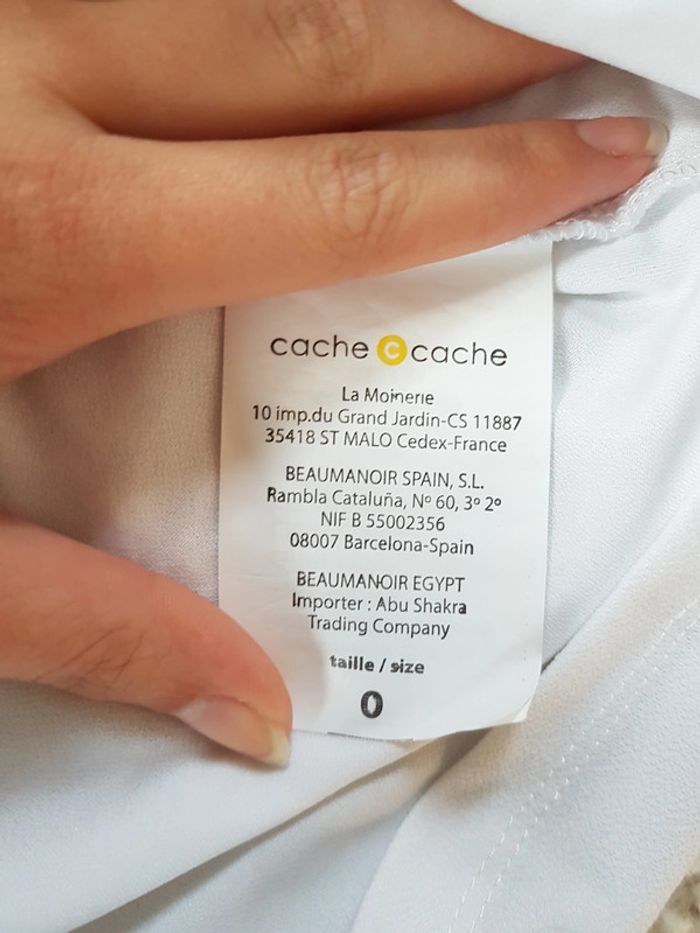 cache c cache
La Moinerie
10 imp.du Grand Jardin-CS 11887
35418 ST MALO Cedex-France
BEAUMANOIR SPAIN, S.L.
Rambla Cataluña, Nº 60, 3º 2º
NIF B 55002356
08007 Barcelona-Spain
BEAUMANOIR EGYPT
Importer : Abu Shakra
Trading Company
taille / size
0